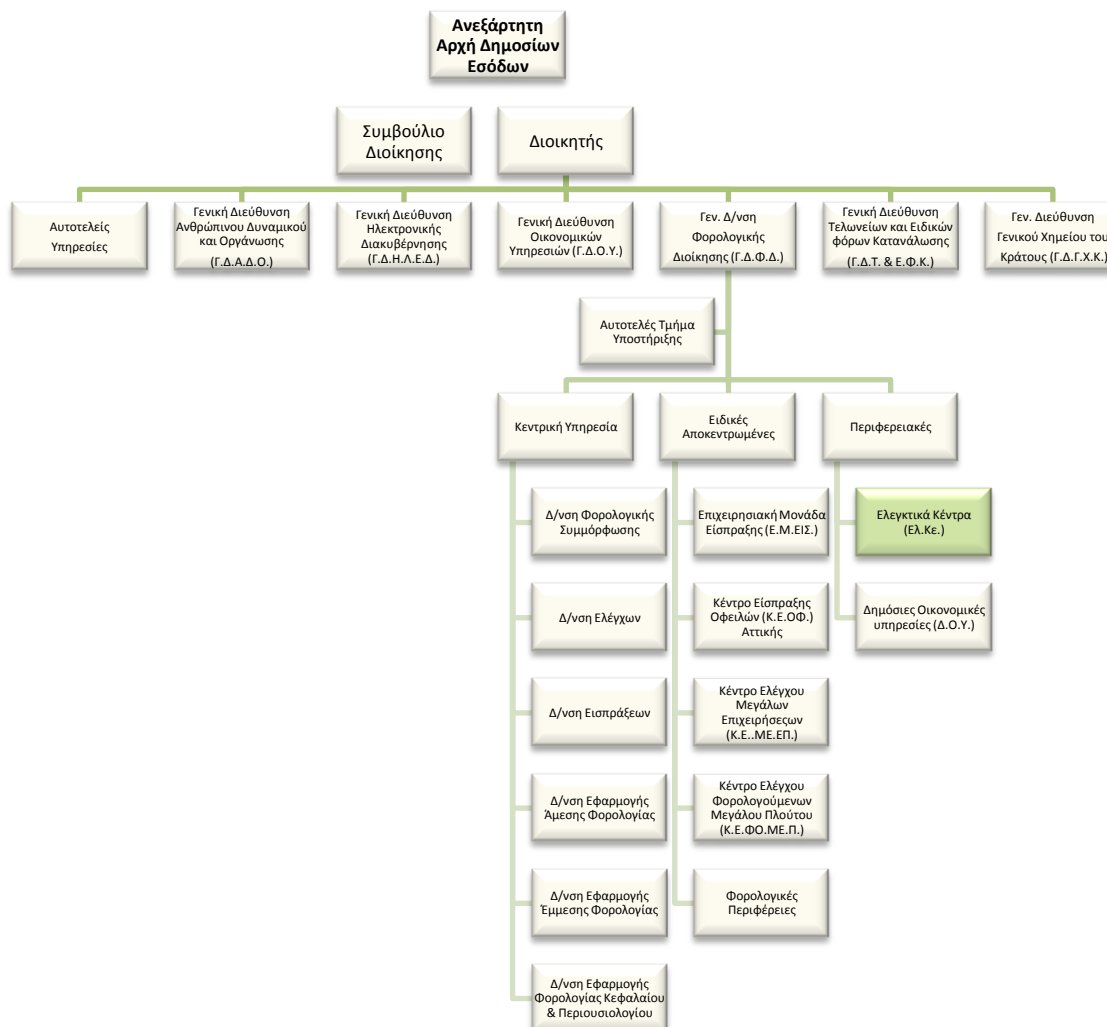 Ανεξάρτητη
Αρχή Δημοσίων
Εσόδων
Συμβούλιο
Διοίκησης
Διοικητής
Αυτοτελείς
Υπηρεσίες
Γενική Διεύθυνση
Ανθρώπινου Δυναμικού
και Οργάνωσης
(Γ.Δ.Α.Δ.Ο.)
Γενική Διεύθυνση
Ηλεκτρονικής
Διακυβέρνησης
(Γ.Δ.Η.Λ.Ε.Δ.)
Γενική Διεύθυνση
Οικονομικών
Υπηρεσιών (Γ.Δ.Ο.Υ.)
Γεν. Δ/νση
Φορολογικής
Διοίκησης (Γ.Δ.Φ.Δ.)
Γενική Διεύθυνση
Τελωνείων και Ειδικών
φόρων Κατανάλωσης
(Γ.Δ.Τ. & Ε.Φ.Κ.)
Γεν. Διεύθυνση
Γενικού Χημείου του
Κράτους (Γ.Δ.Γ.Χ.Κ.)
Αυτοτελές Τμήμα
Υποστήριξης
Κεντρική Υπηρεσία
Ειδικές
Αποκεντρωμένες
Περιφερειακές
Δ/νση Φορολογικής
Συμμόρφωσης
Δ/νση Ελέγχων
Δ/νση Εισπράξεων
Δ/νση Εφαρμογής
Άμεσης Φορολογίας
Δ/νση Εφαρμογής
Έμμεσης Φορολογίας
Δ/νση Εφαρμογής
Φορολογίας Κεφαλαίου
& Περιουσιολογίου
Επιχειρησιακή Μονάδα
Είσπραξης (Ε.Μ.ΕΙΣ.)
Κέντρο Είσπραξης
Οφειλών (Κ.Ε.ΟΦ.)
Αττικής
Κέντρο Ελέγχου
Μεγάλων
Επιχειρήσεςων
(Κ.Ε..ΜΕ.ΕΠ.)
Κέντρο Ελέγχου
Φορολογούμενων
Μεγάλου Πλούτου
(Κ.Ε.ΦΟ.ΜΕ.Π.)
Φορολογικές
Περιφέρειες
Ελεγκτικά Κέντρα
(Ελ.Κε.)
Δημόσιες Οικονομικές
υπηρεσίες (Δ.Ο.Υ.)